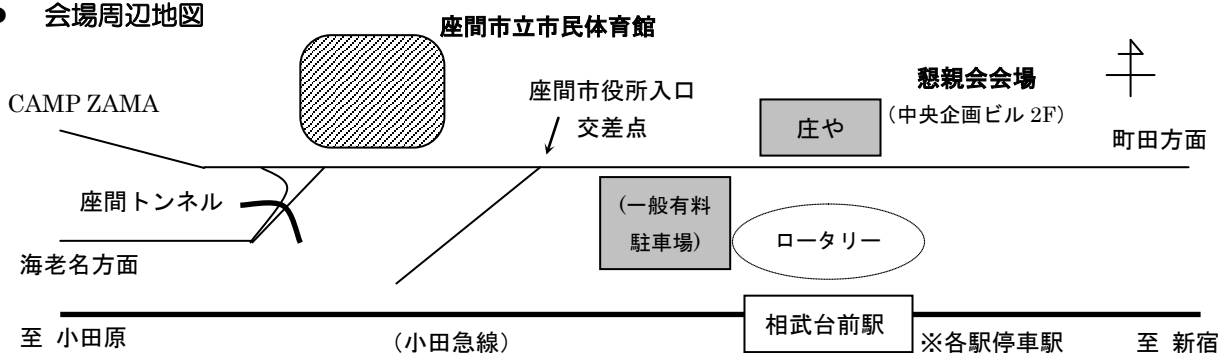 ● 会場周辺地図
座間市立市民体育館
CAMP ZAMA
座間市役所入口
交差点
懇親会会場
庄や
(中央企画ビル 2F)
町田方面
座間トンネル
(一般有料
駐車場)
ロータリー
海老名方面
至 小田原
(小田急線)
相武台前駅
※各駅停車駅
至 新宿